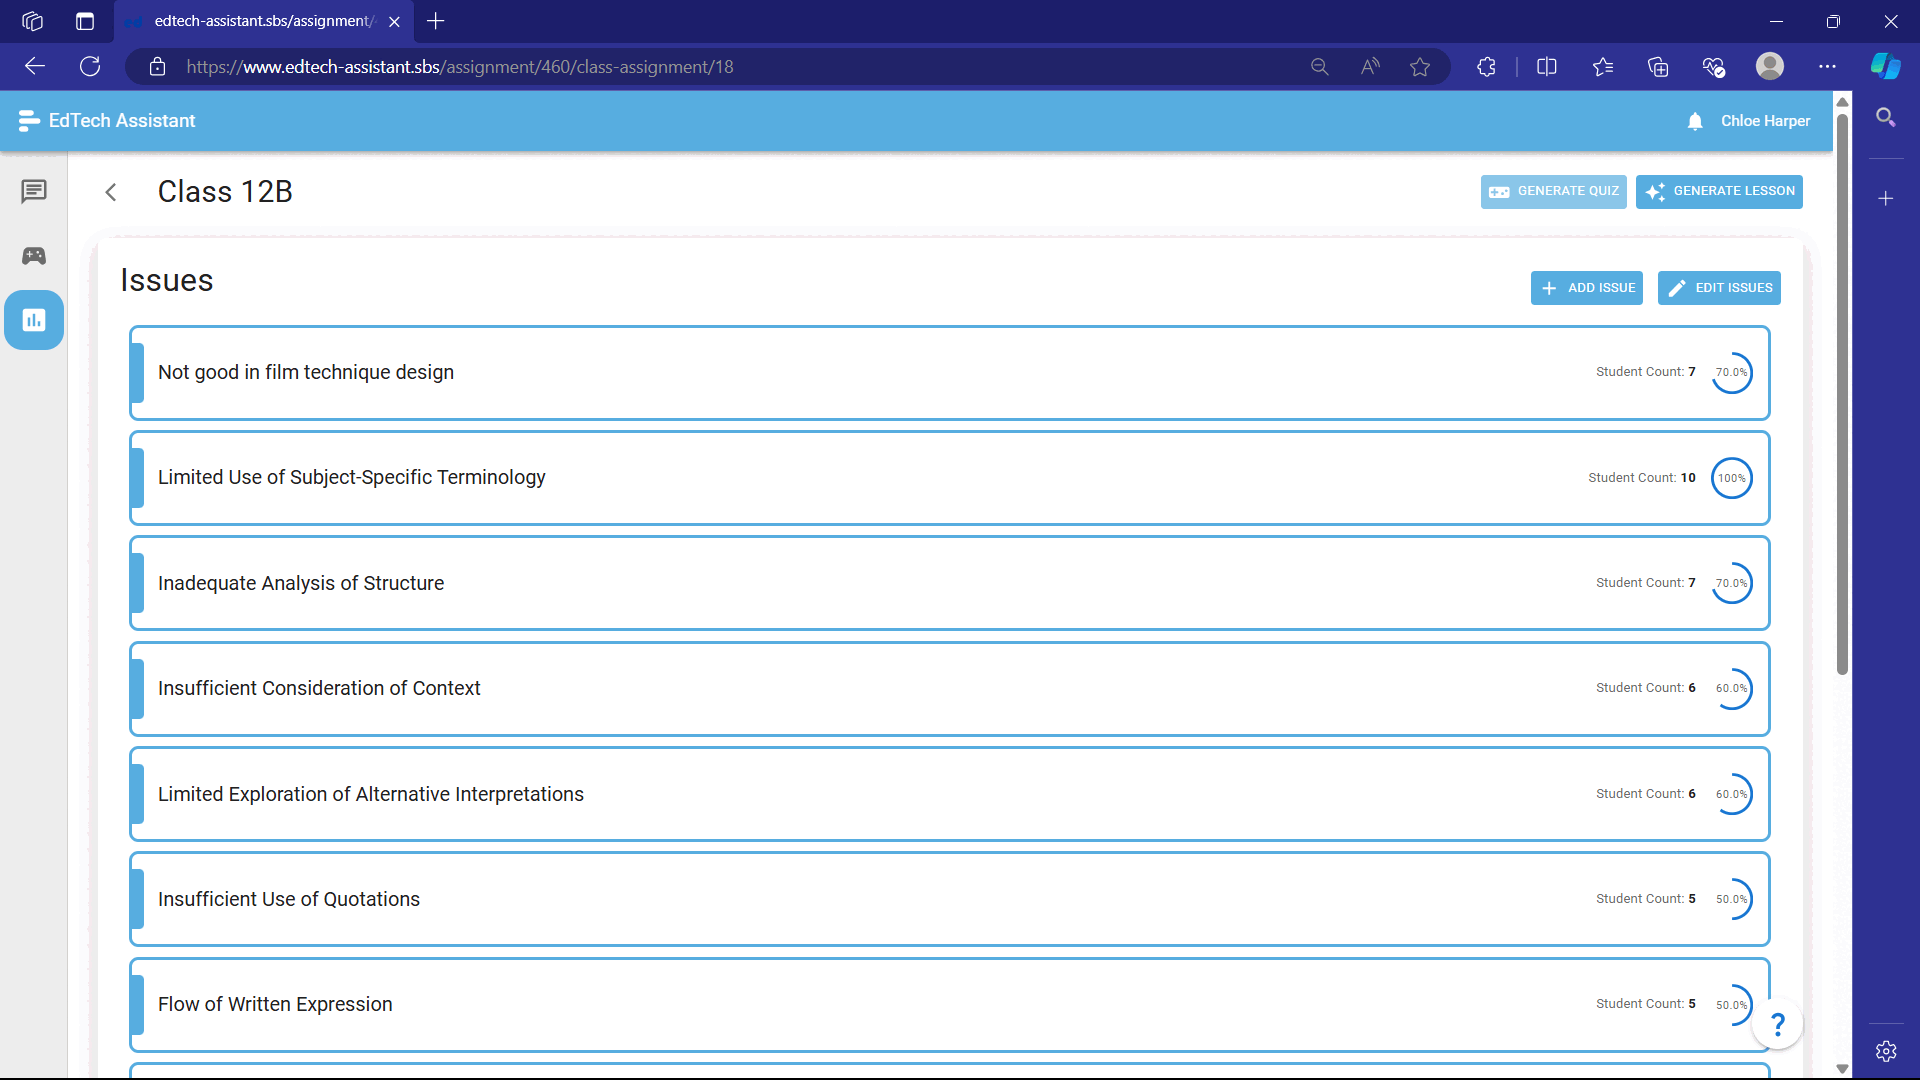 edtech-assistant.sbs/assignment/
https://www.edtech-assistant.sbs/assignment/460/class-assignment/18
EdTech Assistant
Chloe Harper
Class 12B
GENERATE QUIZ
GENERATE LESSON
Issues
ADD ISSUE
EDIT ISSUES
Not good in film technique design
Student Count: 7
70.0%
Limited Use of Subject-Specific Terminology
Student Count: 10
100%
Inadequate Analysis of Structure
Student Count: 7
70.0%
Insufficient Consideration of Context
Student Count: 6
60.0%
Limited Exploration of Alternative Interpretations
Student Count: 6
60.0%
Insufficient Use of Quotations
Student Count: 5
50.0%
Flow of Written Expression
Student Count: 5
50.0%
?